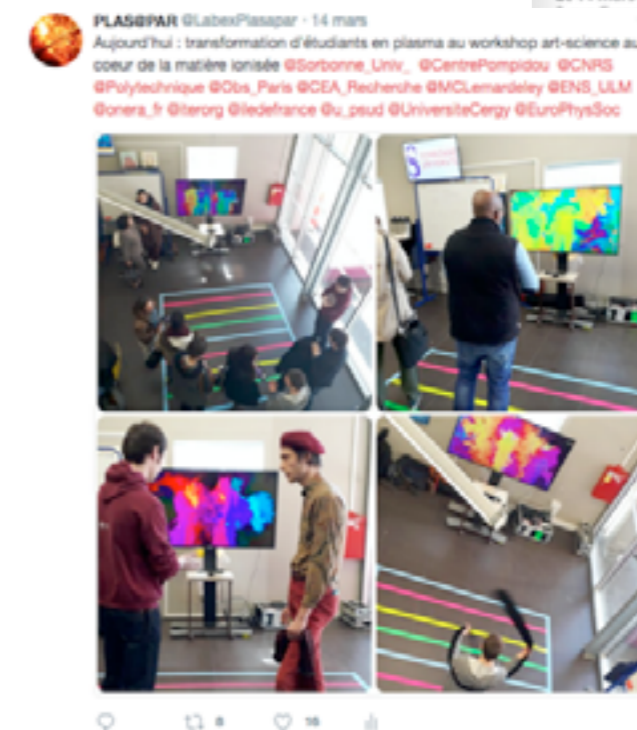 PLAS@PAR @LabexPlasapar · 14 mars
Aujourd'hui : transformation d'étudiants en plasma au workshop art-science au
coeur de la matière ionisée @Sorbonne_Univ_ @CentrePompidou @CNRS
@Polytechnique @Obs_Paris @CEA_Recherche @MCLemardeley @ENS_ULM
@onera_fr @iterorg @iledefrance @u_psud @UniversiteCergy @EuroPhysSoc
8 16